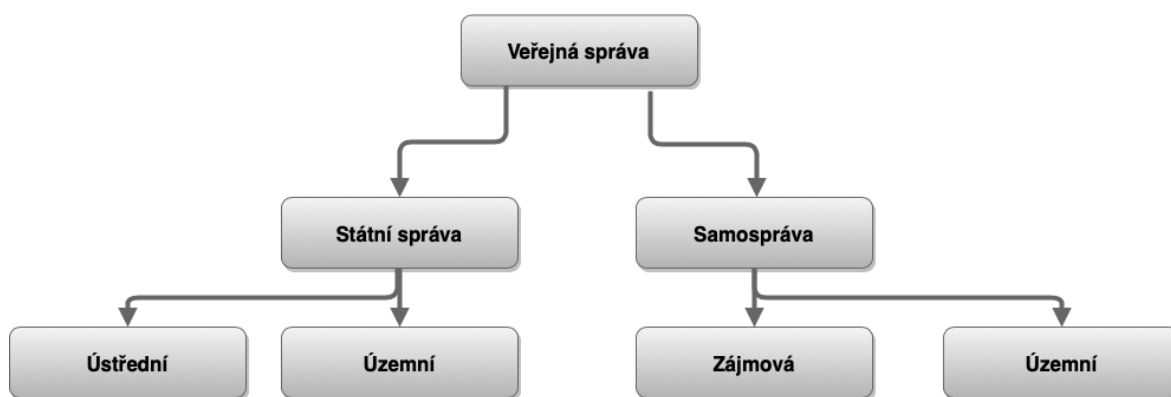 Veřejná správa
Státní správa
Samospráva
Ústřední
Územní
Zájmová
Územní